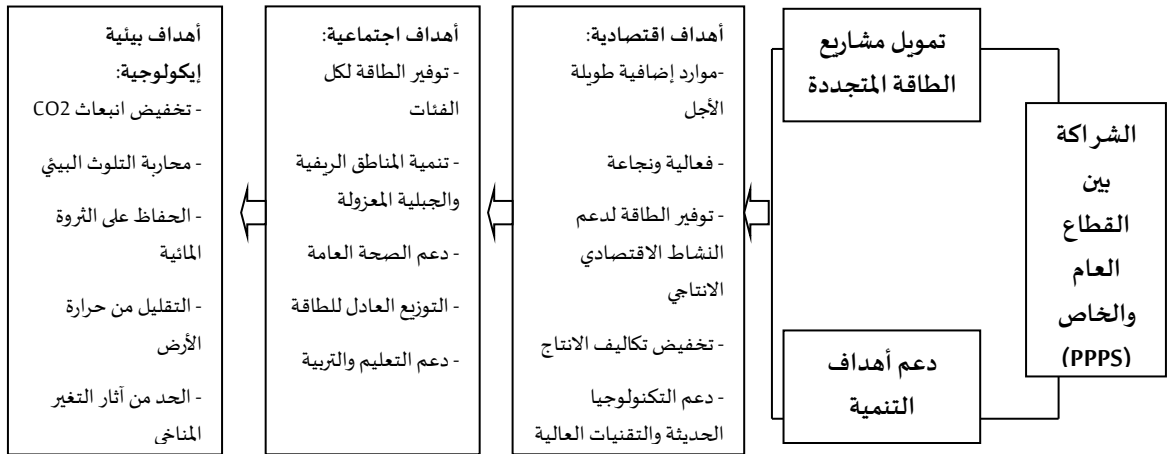 الشراكة
بين
القطاع
العام
والخاص
(PPPS)
تمويل مشاريع
الطاقة المتجددة
دعم أهداف
التنمية
أهداف اقتصادية:
-موارد إضافية طويلة
الأجل
- فعالية ونجاعة
- توفير الطاقة لدعم
النشاط الاقتصادي
الانتاجي
- تخفيض تكاليف الانتاج
- دعم التكنولوجيا
الحديثة والتقنيات العالية
أهداف اجتماعية:
- توفير الطاقة لكل
الفئات
- تنمية المناطق الريفية
والجبلية المعزولة
- دعم الصحة العامة
- التوزيع العادل للطاقة
- دعم التعليم والتربية
أهداف بيئية
إيكولوجية:
- تخفيض انبعاث CO2
- محاربة التلوث البيئي
- الحفاظ على الثروة
المائية
- التقليل من حرارة
الأرض
- الحد من آثار التغير
المناخي